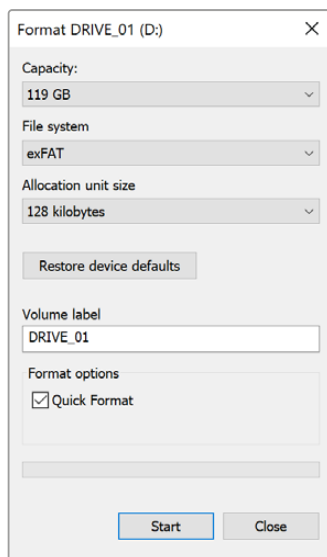 Format DRIVE_01 (D:)
Capacity:
119 GB
File system
exFAT
Allocation unit size
128 kilobytes
Restore device defaults
Volume label
DRIVE_01
Format options
Quick Format
Start Close